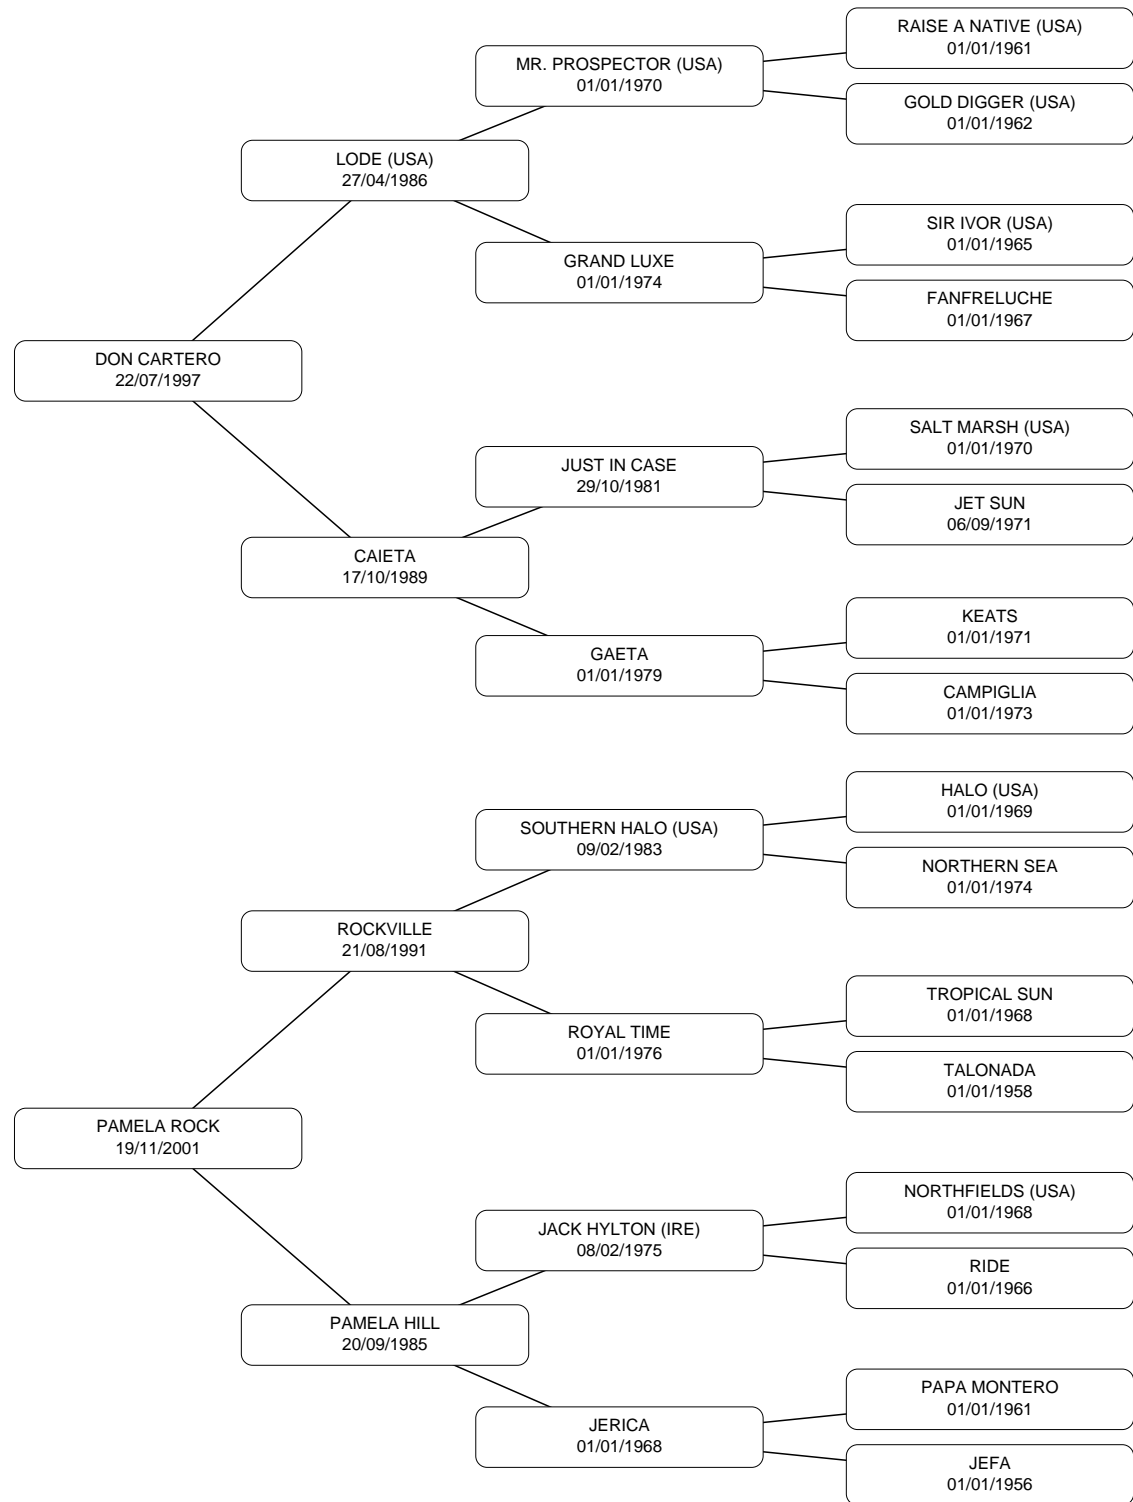 RAISE A NATIVE (USA)
01/01/1961
MR. PROSPECTOR (USA)
01/01/1970
GOLD DIGGER (USA)
01/01/1962
LODE (USA)
27/04/1986
SIR IVOR (USA)
01/01/1965
GRAND LUXE
01/01/1974
FANFRELUCHE
01/01/1967
DON CARTERO
22/07/1997
SALT MARSH (USA)
01/01/1970
JUST IN CASE
29/10/1981
JET SUN
06/09/1971
CAIETA
17/10/1989
KEATS
01/01/1971
GAETA
01/01/1979
CAMPIGLIA
01/01/1973
HALO (USA)
01/01/1969
SOUTHERN HALO (USA)
09/02/1983
NORTHERN SEA
01/01/1974
ROCKVILLE
21/08/1991
TROPICAL SUN
01/01/1968
ROYAL TIME
01/01/1976
TALONADA
01/01/1958
PAMELA ROCK
19/11/2001
NORTHFIELDS (USA)
01/01/1968
JACK HYLTON (IRE)
08/02/1975
RIDE
01/01/1966
PAMELA HILL
20/09/1985
PAPA MONTERO
01/01/1961
JERICA
01/01/1968
JEFA
01/01/1956